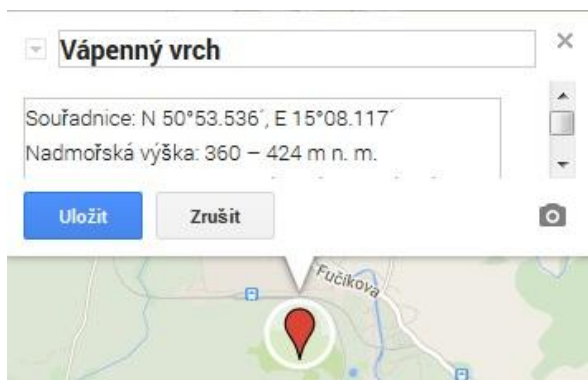 Vápenný vrch
Souřadnice: N 50°53.536´, E 15°08.117´
Nadmořská výška: 360 – 424 m n. m.
Uložit
Zrušit
Fučíkova